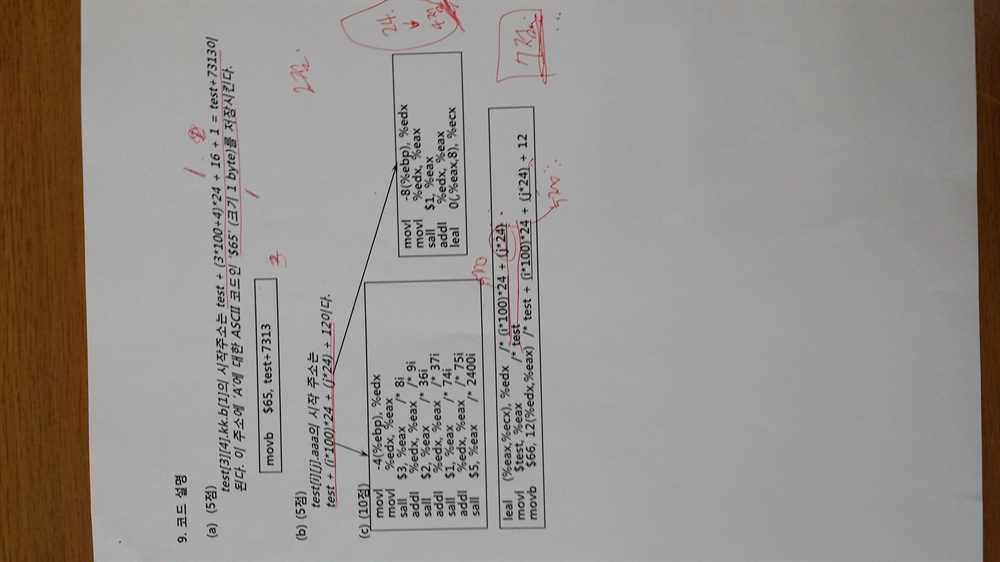 9. 코드 설명
(a) (5점)
test[3][4].kk.b[1]의 시작주소는 test + (3*100+4)*24 + 16 + 1 = test+7313이
된다. 이 주소에 'A'에 대한 ASCII 코드인 '$65' (크기 1 byte)를 저장시킨다.
movb $65, test+7313
(b) (5점)
test[i][j].aaa의 시작 주소는
test + (i*100)*24 + (j*24) + 12이다.
(c) (10점)
movl -4(%ebp), %edx
movl %edx, %eax
sall $3, %eax /* 8i
addl %edx, %eax /* 9i
sall $2, %eax /* 36i
addl %edx, %eax /* 37i
sall $1, %eax /* 74i
addl %edx, %eax /* 75i
sall $5, %eax /* 2400i
movl -8(%ebp), %edx
movl %edx, %eax
sall $1, %eax
addl %edx, %eax
leal 0(,%eax,8), %ecx
leal (%eax,%ecx), %edx /* (i*100)*24 + (j*24)
movl $test, %eax /* test
movb $66, 12(%edx,%eax) /* test + (i*100)*24 + (j*24) + 12
24